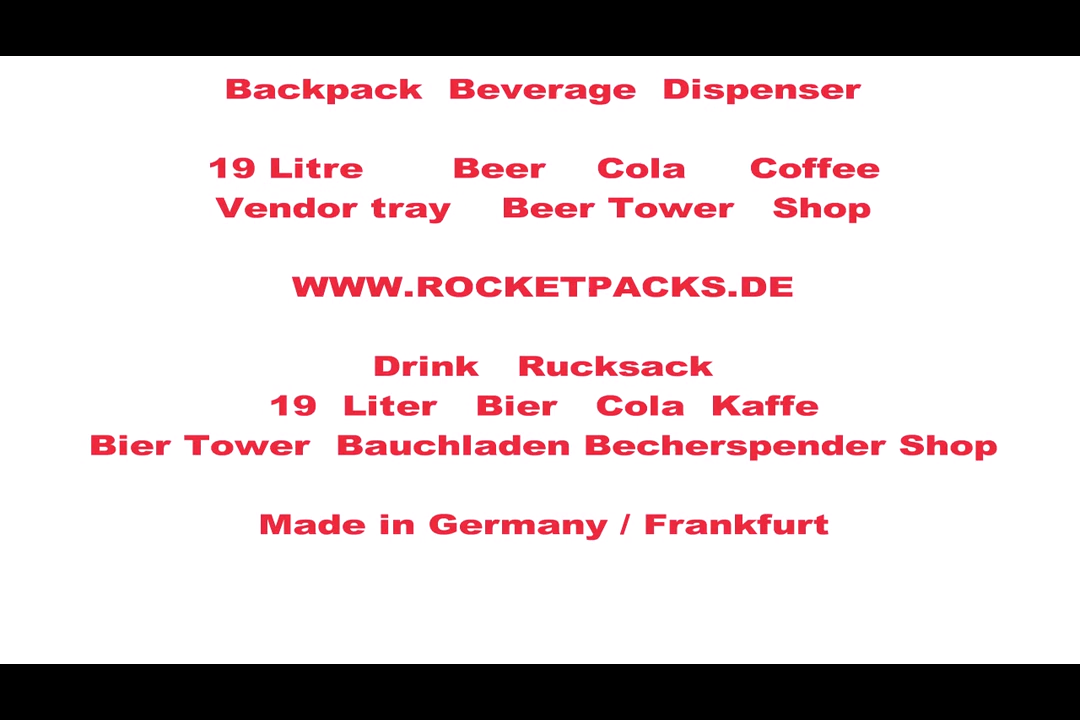 Backpack Beverage Dispenser
19 Litre Beer Cola Coffee
Vendor tray Beer Tower Shop
WWW.ROCKETPACKS.DE
Drink Rucksack
19 Liter Bier Cola Kaffe
Bier Tower Bauchladen Becherspender Shop
Made in Germany / Frankfurt